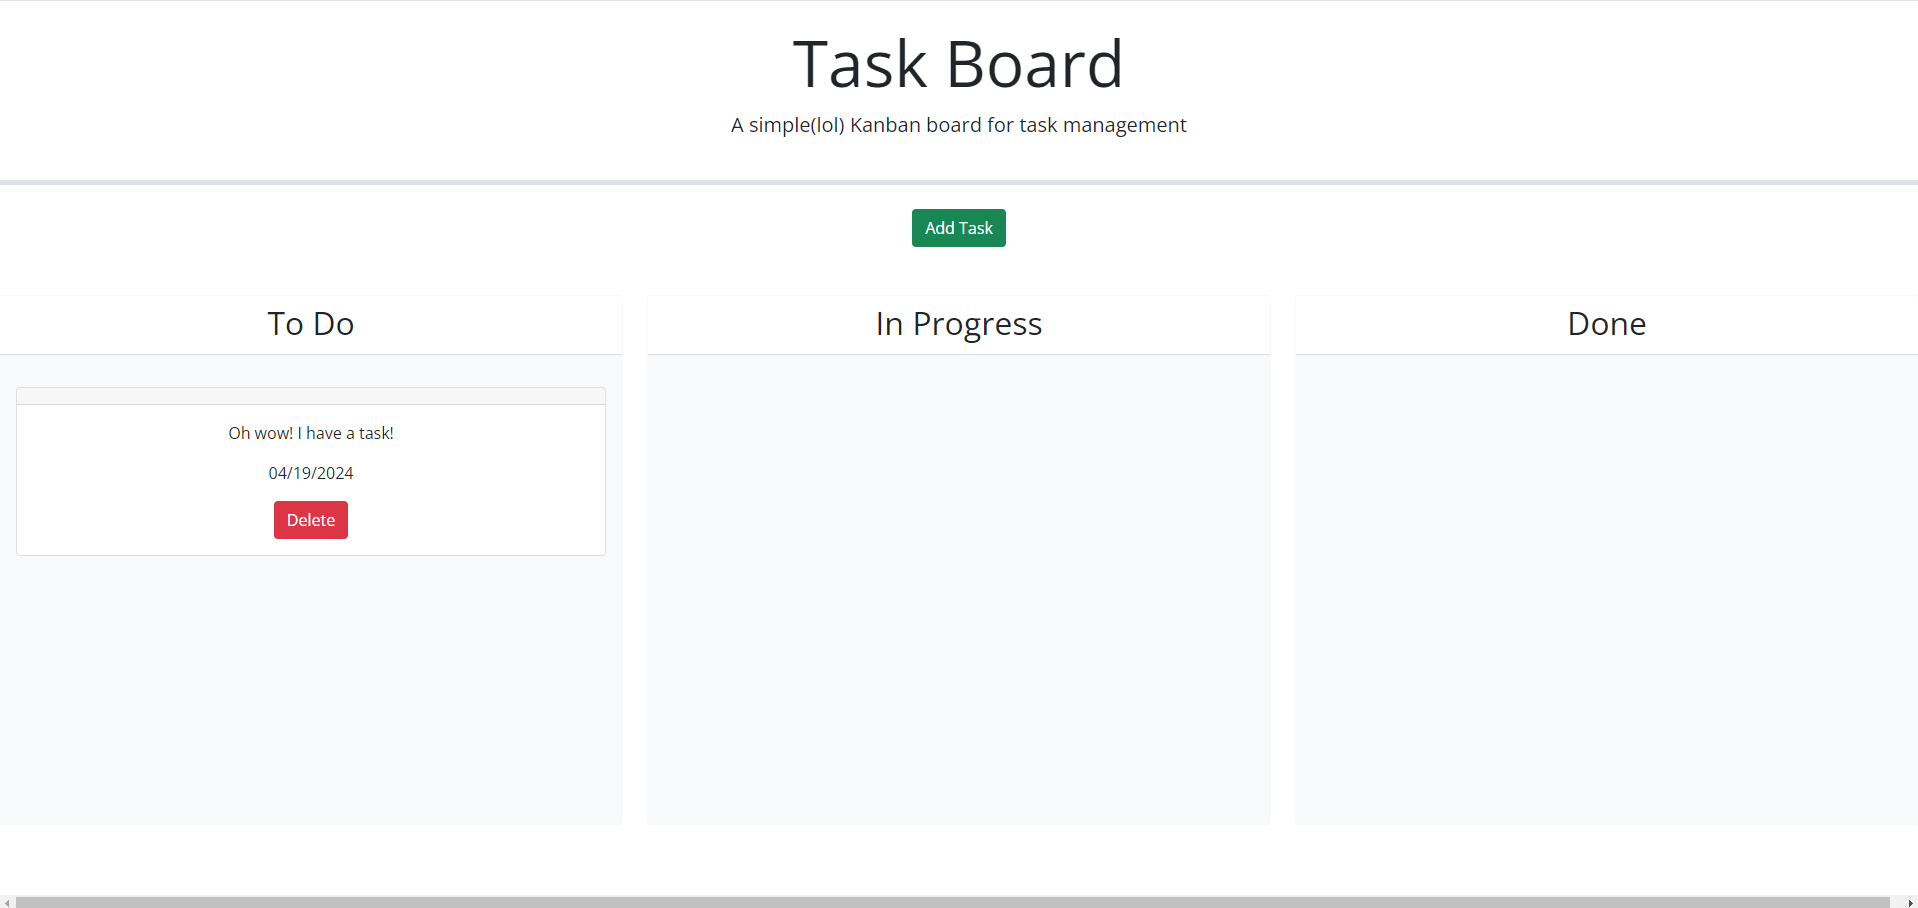 Task Board
A simple(lol) Kanban board for task management
Add Task
To Do
In Progress
Done
Oh wow! I have a task!
04/19/2024
Delete